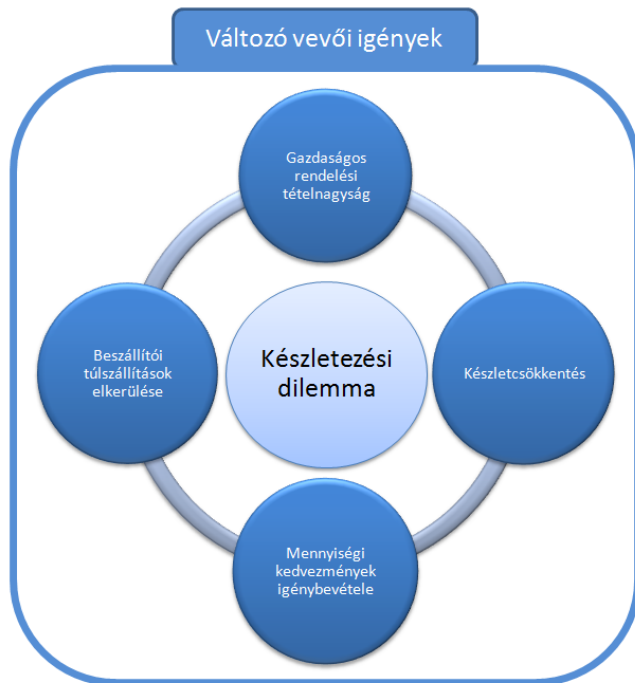 Változó vevői igények
Gazdaságos
rendelési
tételnagyság
Beszállítói
túlszállítások
elkerülése
Készletezési
dilemma
Készletcsökkentés
Mennyiségi
kedvezmények
igénybevétele